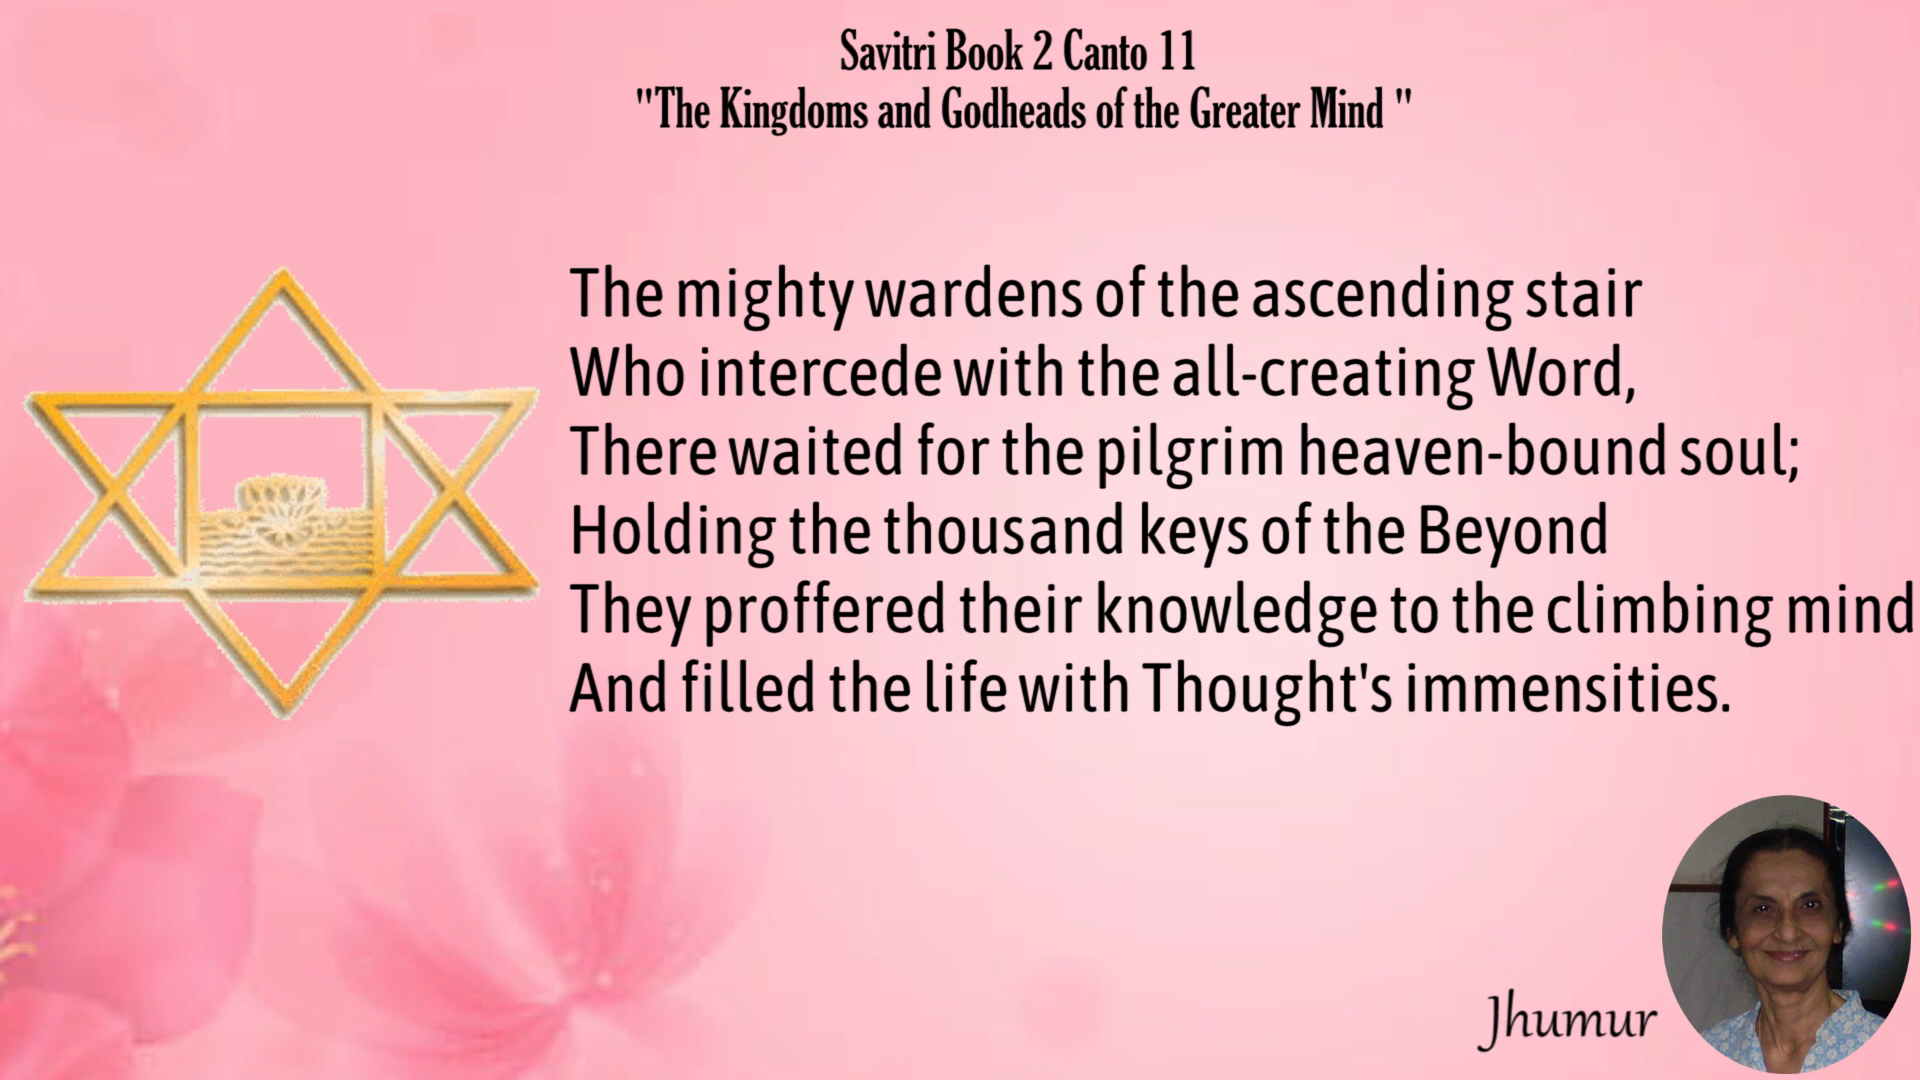 Savitri Book 2 Canto 11
"The Kingdoms and Godheads of the Greater Mind "
The mighty wardens of the ascending stair
Who intercede with the all-creating Word,
There waited for the pilgrim heaven-bound soul;
Holding the thousand keys of the Beyond
They proffered their knowledge to the climbing mind
And filled the life with Thought's immensities.
Jhumur